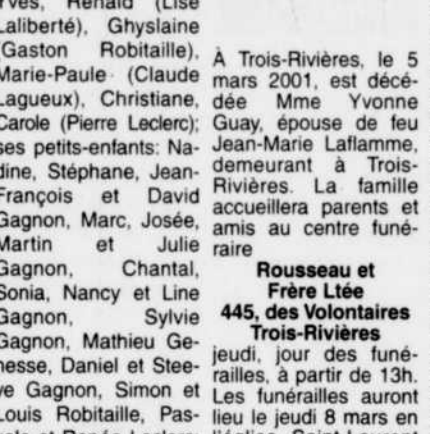 Yves, Renald (Lise
Laliberté), Ghyslaine
(Gaston Robitaille),
Marie-Paule (Claude
Lagueux), Christiane,
Carole (Pierre Leclerc);
ses petits-enfants: Na-
dine, Stéphane, Jean-
François et David
Gagnon, Marc, Josée,
Martin et Julie
Gagnon, Chantal,
Sonia, Nancy et Line
Gagnon, Sylvie
Gagnon, Mathieu Ge-
nesse, Daniel et Stee-
ve Gagnon, Simon et
Louis Robitaille, Pas-
À Trois-Rivières, le 5
mars 2001, est décé-
dée Mme Yvonne
Guay, épouse de feu
Jean-Marie Laflamme,
demeurant à Trois-
Rivières. La famille
accueillera parents et
amis au centre funé-
raire
Rousseau et
Frère Ltée
445, des Volontaires
Trois-Rivières
jeudi, jour des funé-
railles, à partir de 13h.
Les funérailles auront
lieu le jeudi 8 mars en
l'église Saint-Laurent